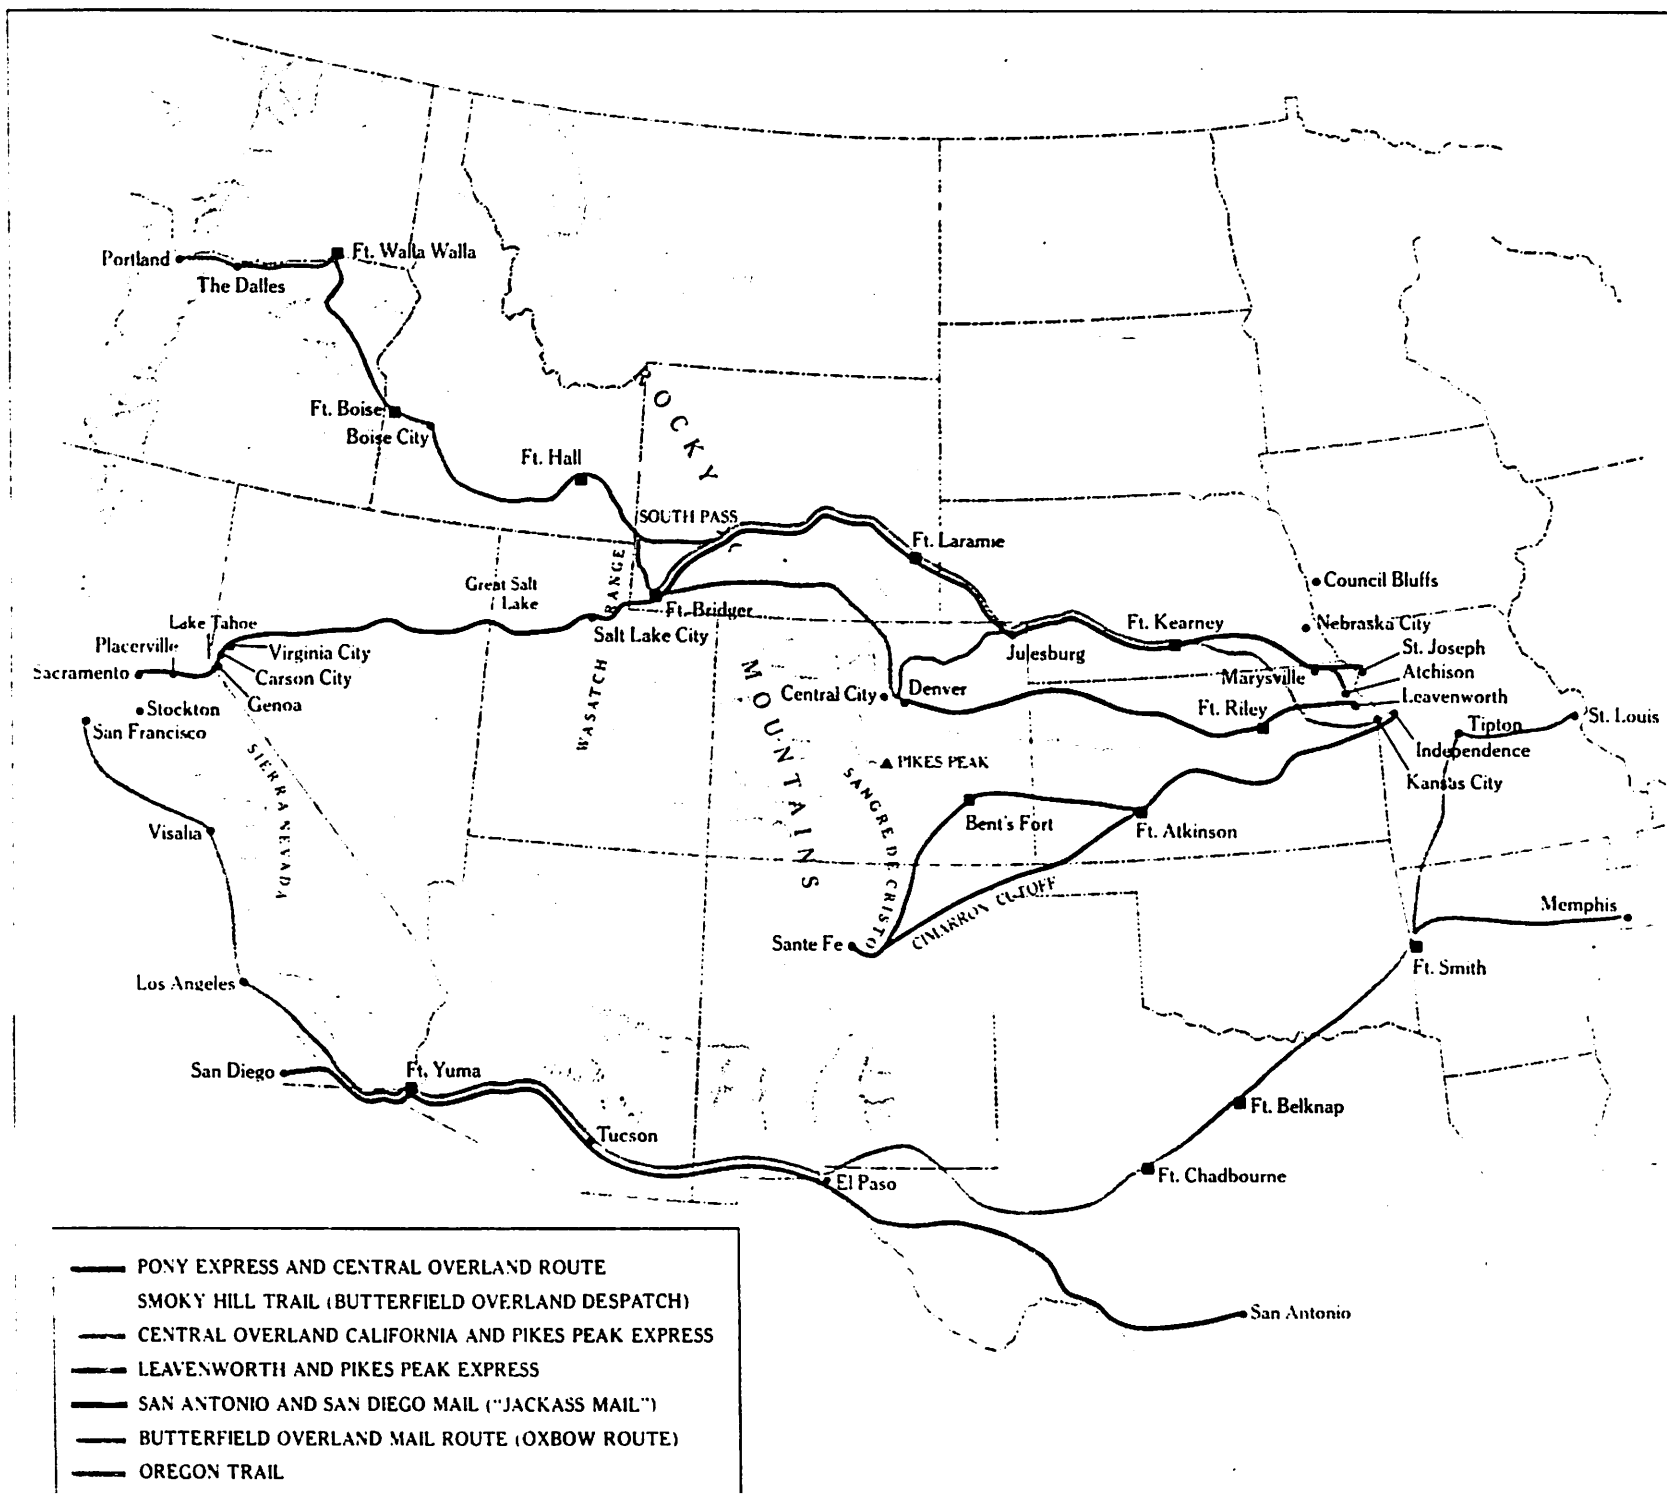 Portland
Ft. Walla Walla
The Dalles
ROCKY
Ft. Boise
Boise City
Ft. Hall
SOUTH PASS
Ft. Laramie
Great Salt
Lake
RANGE
Ft. Bridger
Council Bluffs
Nebraska City
Ft. Kearney
Lake Tahoe
Salt Lake City
Placerville
Virginia City
Julesburg
St. Joseph
Sacramento
Carson City
Marysville
Atchison
WASATCH
MOUNTAINS
Central City
Denver
Leavenworth
Genoa
Stockton
Ft. Riley
St. Louis
San Francisco
Tipton
SIERRA NEVADA
PIKES PEAK
Independence
SANGRE DE CRISTO
Kansas City
Visalia
Bent's Fort
Ft. Atkinson
CIMARRON CUTOFF
Memphis
Sante Fe
Ft. Smith
Los Angeles
San Diego
Ft. Yuma
Ft. Belknap
Tucson
Ft. Chadbourne
El Paso
San Antonio
PONY EXPRESS AND CENTRAL OVERLAND ROUTE
SMOKY HILL TRAIL (BUTTERFIELD OVERLAND DESPATCH)
CENTRAL OVERLAND CALIFORNIA AND PIKES PEAK EXPRESS
LEAVENWORTH AND PIKES PEAK EXPRESS
SAN ANTONIO AND SAN DIEGO MAIL ("JACKASS MAIL")
BUTTERFIELD OVERLAND MAIL ROUTE (OXBOW ROUTE)
OREGON TRAIL